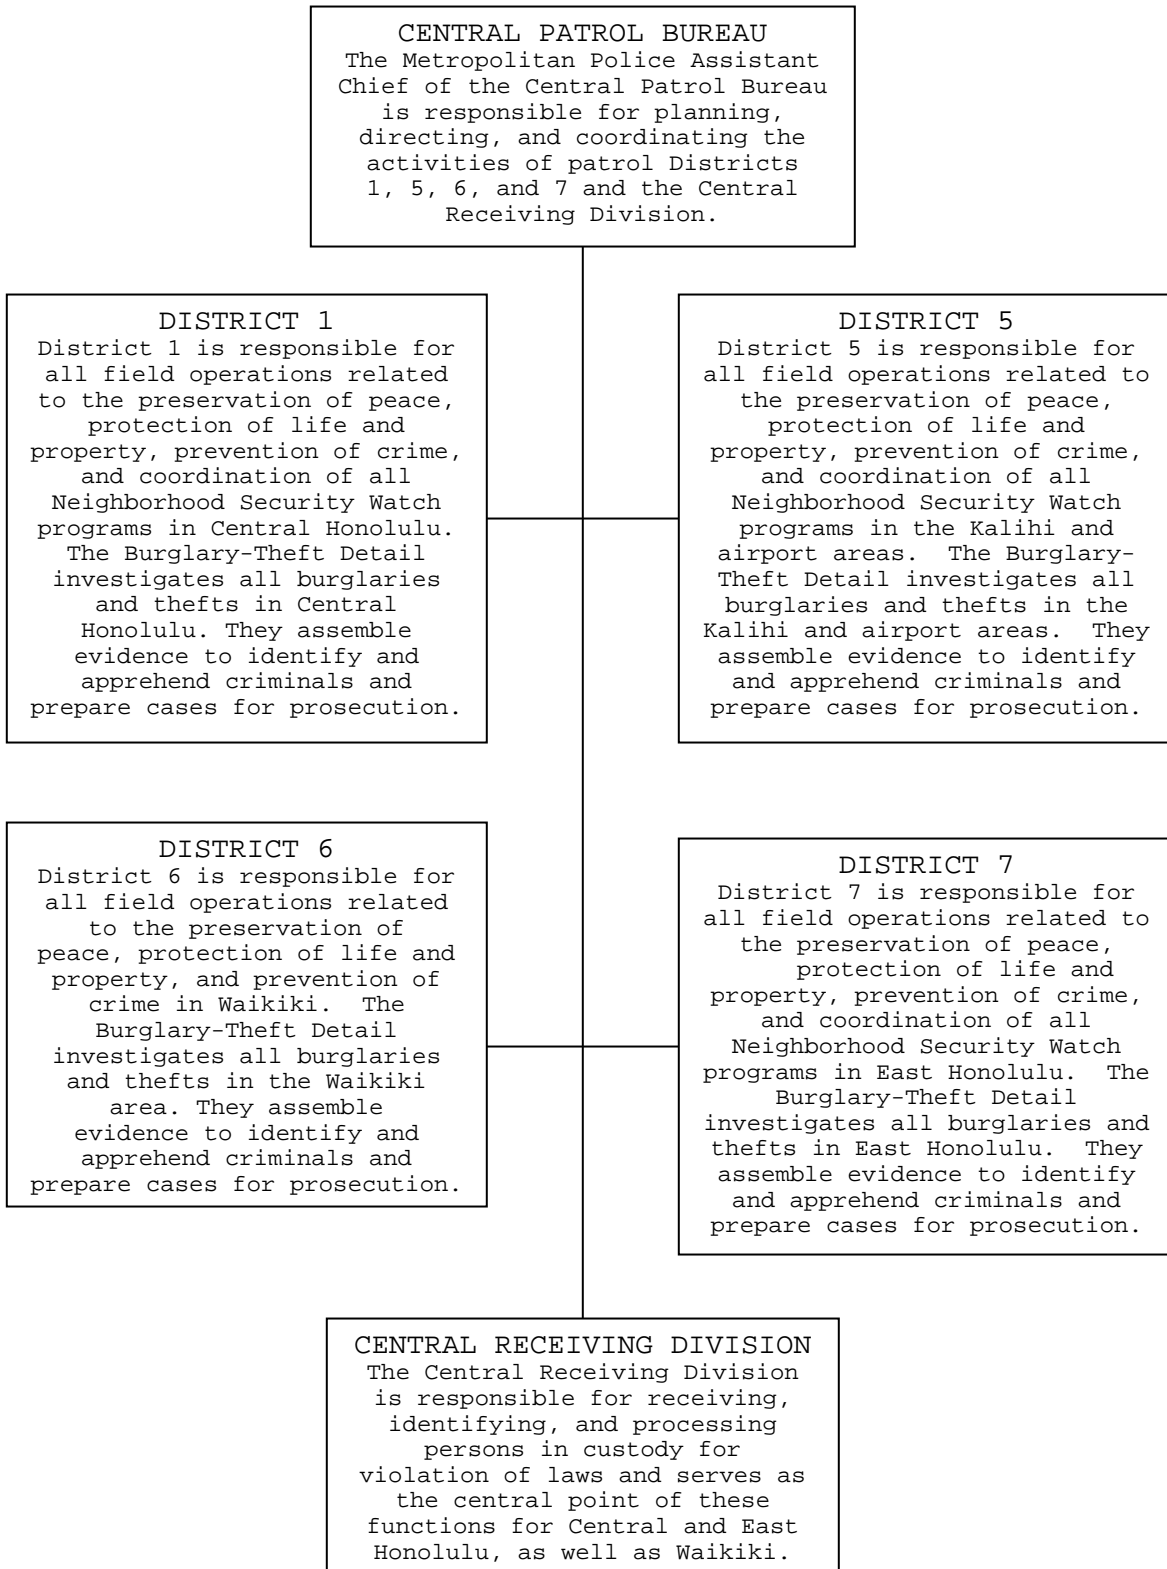 CENTRAL PATROL BUREAU
The Metropolitan Police Assistant
Chief of the Central Patrol Bureau
is responsible for planning,
directing, and coordinating the
activities of patrol Districts
1, 5, 6, and 7 and the Central
Receiving Division.
DISTRICT 1
District 1 is responsible for
all field operations related
to the preservation of peace,
protection of life and
property, prevention of crime,
and coordination of all
Neighborhood Security Watch
programs in Central Honolulu.
The Burglary-Theft Detail
investigates all burglaries
and thefts in Central
Honolulu. They assemble
evidence to identify and
apprehend criminals and
prepare cases for prosecution.
DISTRICT 5
District 5 is responsible for
all field operations related to
the preservation of peace,
protection of life and
property, prevention of crime,
and coordination of all
Neighborhood Security Watch
programs in the Kalihi and
airport areas.  The Burglary-
Theft Detail investigates all
burglaries and thefts in the
Kalihi and airport areas.  They
assemble evidence to identify
and apprehend criminals and
prepare cases for prosecution.
DISTRICT 6
District 6 is responsible for
all field operations related
to the preservation of
peace, protection of life and
property, and prevention of
crime in Waikiki.  The
Burglary-Theft Detail
investigates all burglaries
and thefts in the Waikiki
area. They assemble
evidence to identify and
apprehend criminals and
prepare cases for prosecution.
DISTRICT 7
District 7 is responsible for
all field operations related to
the preservation of peace,
protection of life and
property, prevention of crime,
and coordination of all
Neighborhood Security Watch
programs in East Honolulu.  The
Burglary-Theft Detail
investigates all burglaries and
thefts in East Honolulu.  They
assemble evidence to identify
and apprehend criminals and
prepare cases for prosecution.
CENTRAL RECEIVING DIVISION
The Central Receiving Division
is responsible for receiving,
identifying, and processing
persons in custody for
violation of laws and serves as
the central point of these
functions for Central and East
Honolulu, as well as Waikiki.